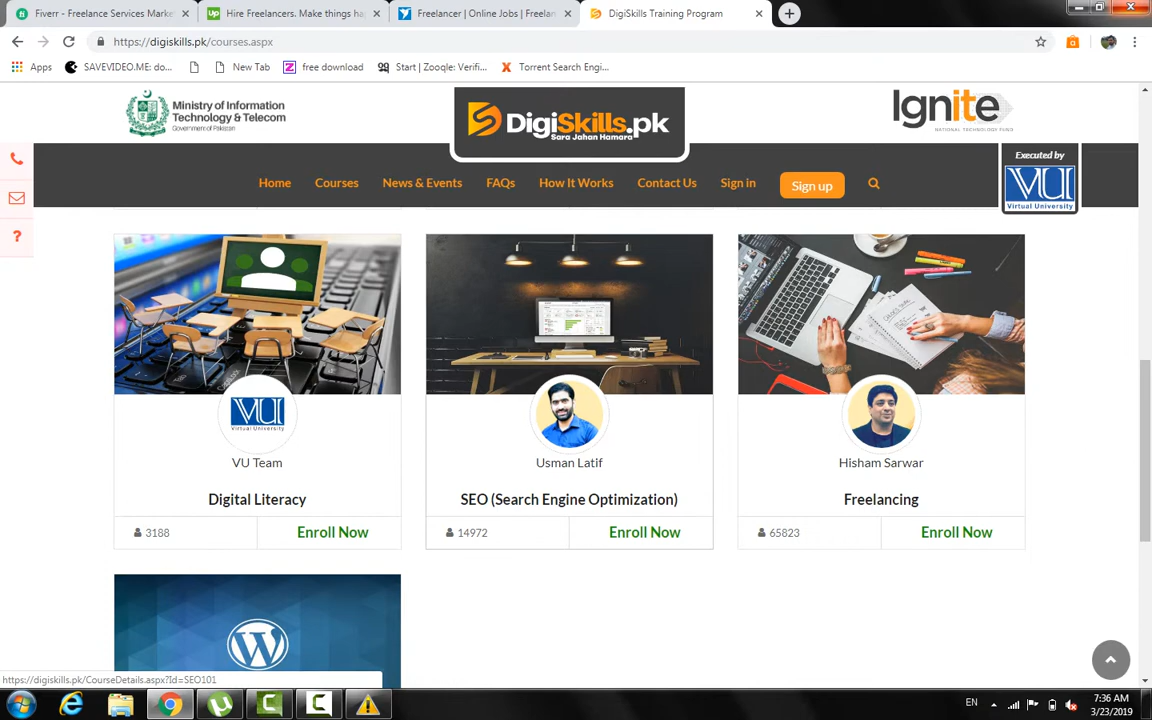 Fiverr - Freelance Services Marke
Hire Freelancers. Make things ha
Freelancer | Online Jobs | Freelan
DigiSkills Training Program
https://digiskills.pk/courses.aspx
Apps
SAVEVIDEO.ME: do...
New Tab
free download
Start | Zooqle: Verifi...
Torrent Search Engi...
Ministry of Information
Technology & Telecom
Government of Pakistan
DigiSkills.pk
Sara Jahan Hamara
Ignite
NATIONAL TECHNOLOGY FUND
Executed by
VU
Virtual University
Home
Courses
News & Events
FAQs
How It Works
Contact Us
Sign in
Sign up
VU
Virtual University
VU Team
Digital Literacy
3188
Enroll Now
Usman Latif
SEO (Search Engine Optimization)
14972
Enroll Now
Hisham Sarwar
Freelancing
65823
Enroll Now
https://digiskills.pk/CourseDetails.aspx?Id=SEO101
EN
7:36 AM
3/23/2019